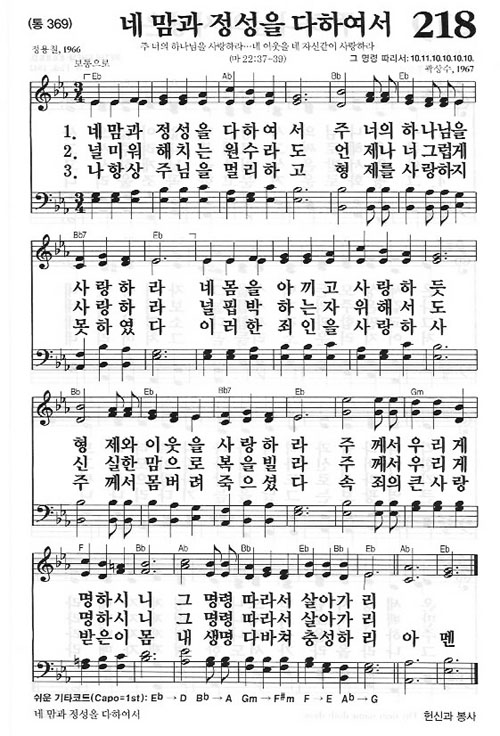 (통 369)
네 맘과 정성을 다하여서 218
주 너의 하나님을 사랑하라…네 이웃을 네 자신같이 사랑하라
정용철, 1966
(마 22:37-39)
그 명령 따라서: 10.11.10.10.10.10.
보통으로
곽상수, 1967
Eb Ab Eb Bb Eb
1. 네 맘과 정성을 다하여 서 주 너의 하나님을
2. 널 미워 해치는 원수라 도 언 제나 너그럽게
3. 나 항상 주님을 멀리하 고 형 제를 사랑하지
Bb7 Eb
사랑하 라 네 몸을 아끼고 사랑하 듯
사랑하 라 널 핍박 하는자 위해서 도
못하였 다 이러한 죄인을 사랑하 사
Bb Eb Bb7 Eb Gm
형 제와 이웃을 사랑하 라 주 께서 우리게
신 실한 맘으로 복을빌 라 주 께서 우리게
주 께서 몸버려 죽으셨 다 속 죄의 큰 사랑
F Bb Ab Bb Eb Bb Eb Ab Eb
명하시 니 그 명령 따라서 살아가 리
명하시 니 그 명령 따라서 살아가 리
받은이 몸 내 생명 다바쳐 충성하 리 아 멘
쉬운 기타코드(Capo=1st): Eb→D Bb→A Gm→F#m F→E Ab→G
네 맘과 정성을 다하여서
헌신과 봉사